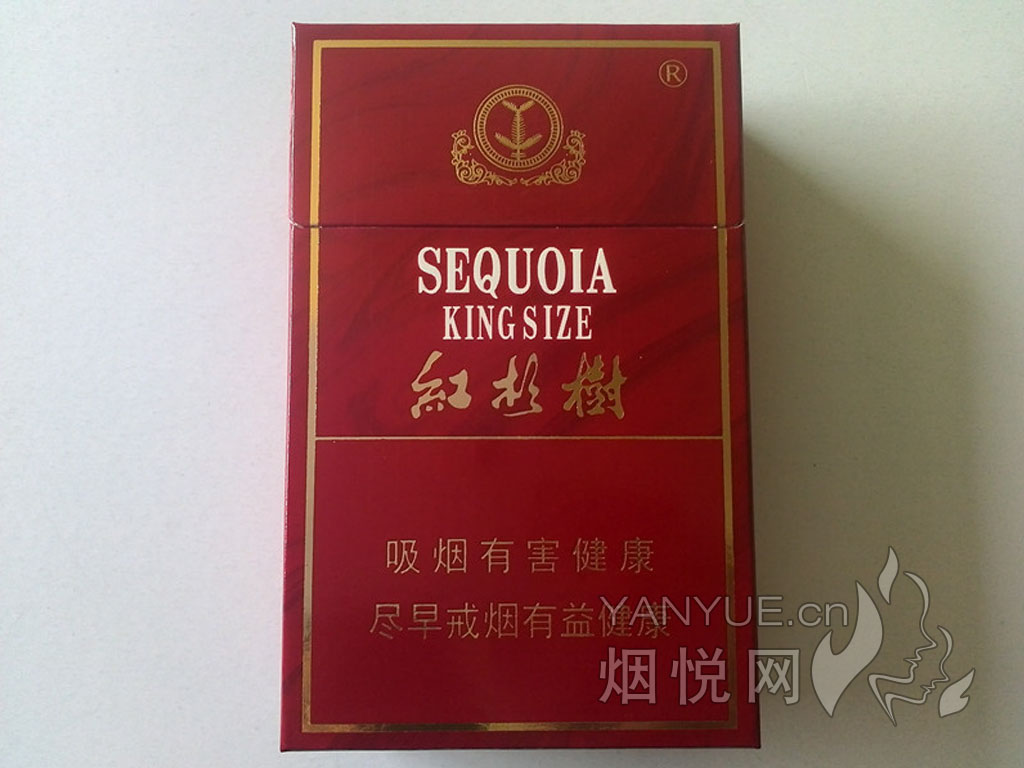 ®
SEQUOIA
KING SIZE
紅杉樹
吸烟有害健康
尽早戒烟有益健康
YANYUE.cn
烟悦网